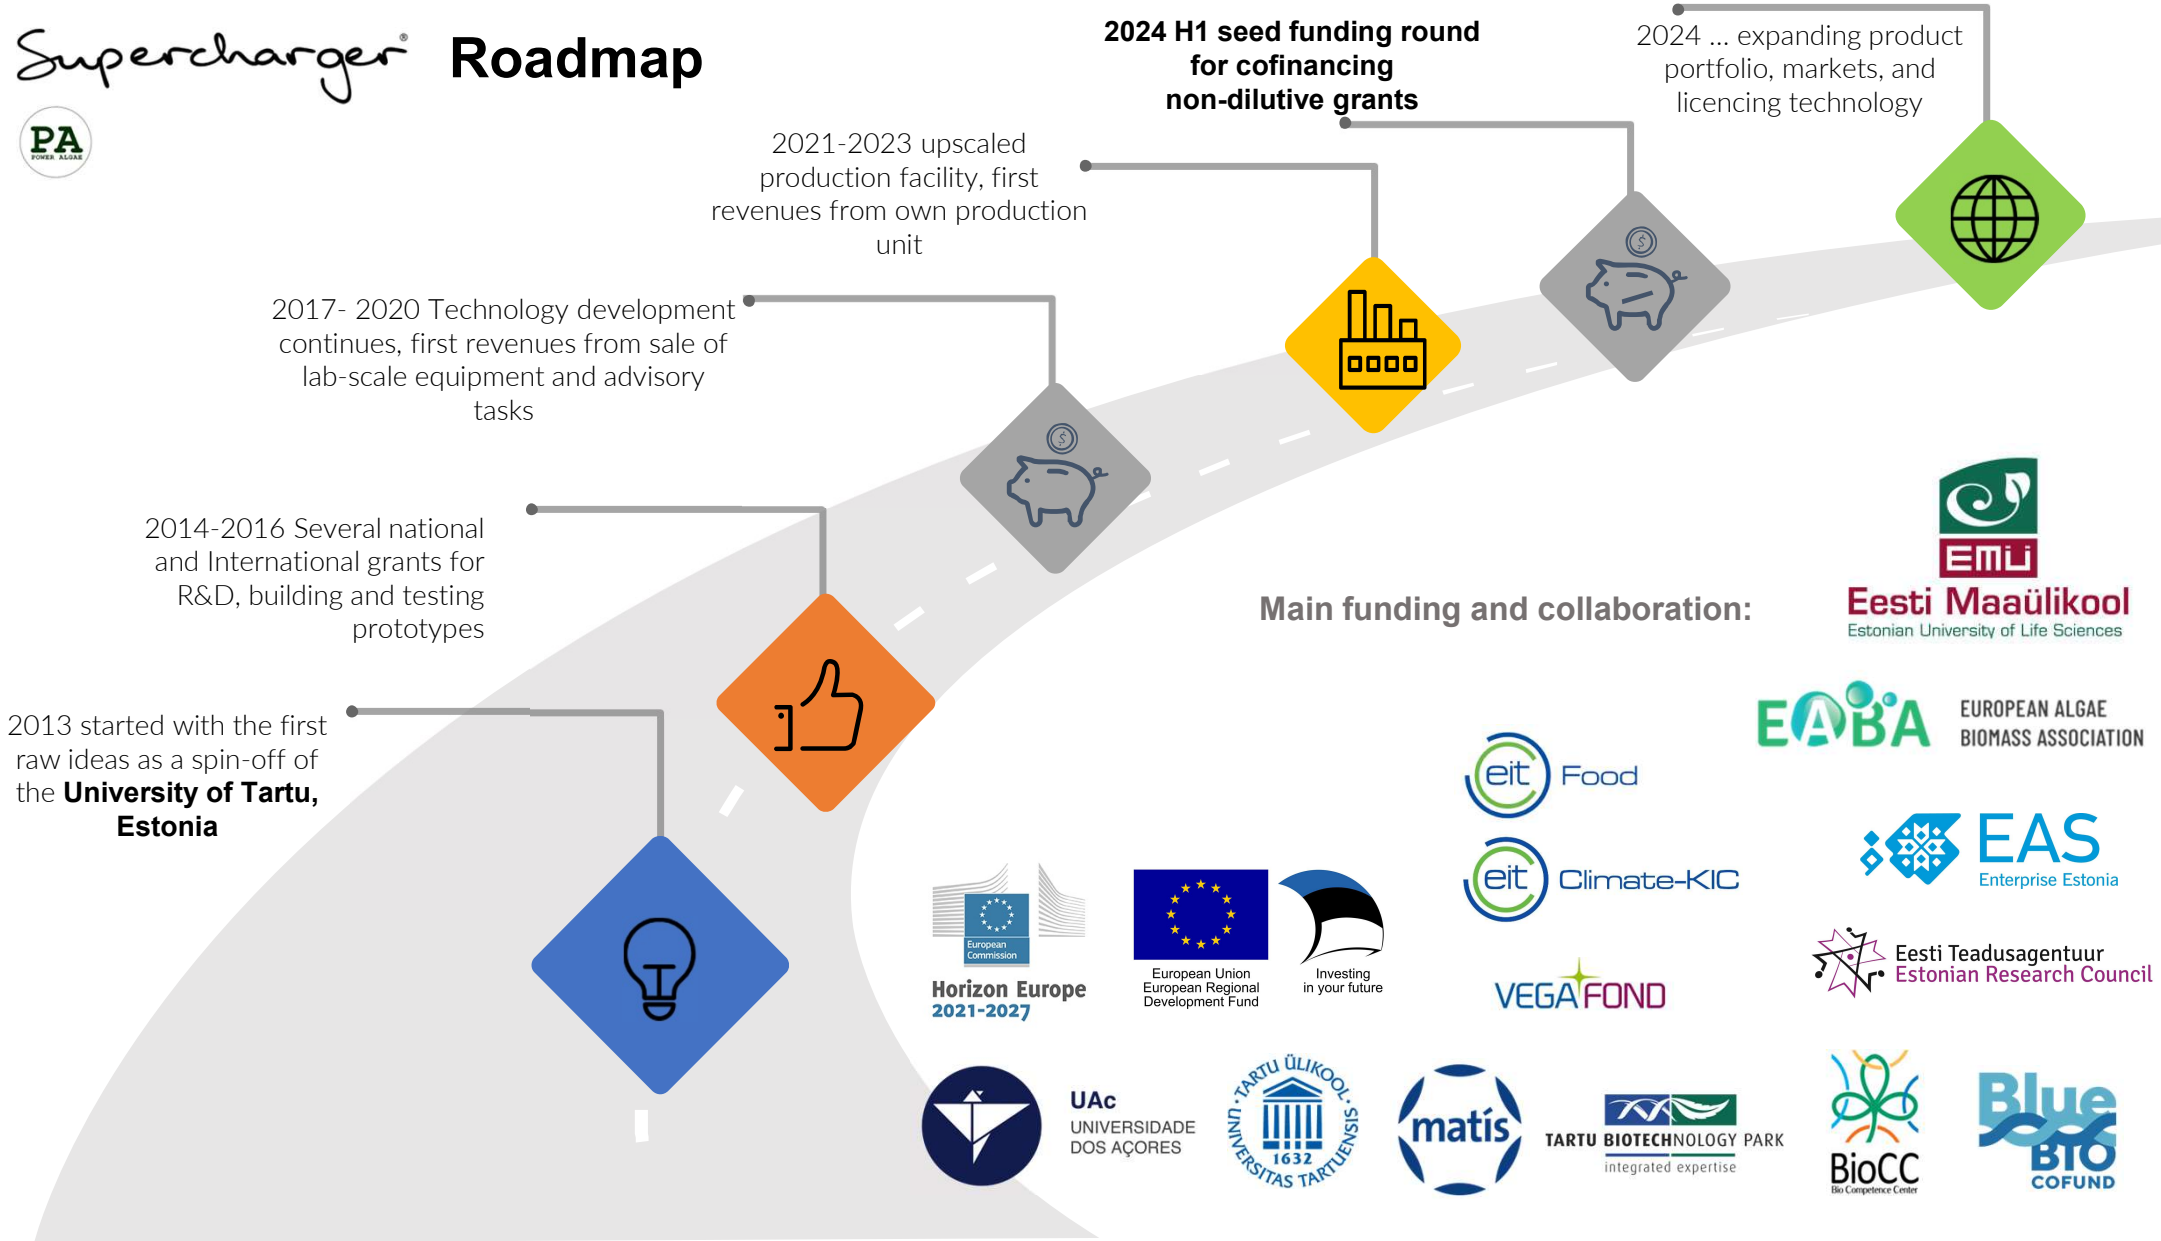 Supercharger®
Roadmap
PA
POWER ALGAE
2024 H1 seed funding round
for cofinancing
non-dilutive grants
2024 ... expanding product
portfolio, markets, and
licencing technology
2021-2023 upscaled
production facility, first
revenues from own production
unit
2017- 2020 Technology development
continues, first revenues from sale of
lab-scale equipment and advisory
tasks
2014-2016 Several national
and International grants for
R&D, building and testing
prototypes
2013 started with the first
raw ideas as a spin-off of
the University of Tartu,
Estonia
$
$
Main funding and collaboration:
EMÜ
Eesti Maaülikool
Estonian University of Life Sciences
EABA
EUROPEAN ALGAE
BIOMASS ASSOCIATION
eit Food
eit Climate-KIC
EAS
Enterprise Estonia
European
Commission
Horizon Europe
2021-2027
European Union
European Regional
Development Fund
Investing
in your future
VEGAFOND
Eesti Teadusagentuur
Estonian Research Council
UAc
UNIVERSIDADE
DOS AÇORES
TARTU ÜLIKOOL · UNIVERSITAS TARTUENSIS ·
1632
matís
TARTU BIOTECHNOLOGY PARK
integrated expertise
BioCC
Bio Competence Center
Blue
BIO
COFUND